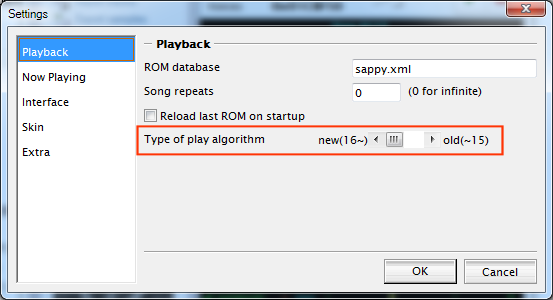 Settings
Playback
Now Playing
Interface
Skin
Extra
Playback
ROM database sappy.xml
Song repeats 0 (0 for infinite)
Reload last ROM on startup
Type of play algorithm new(16~) old(~15)
OK Cancel